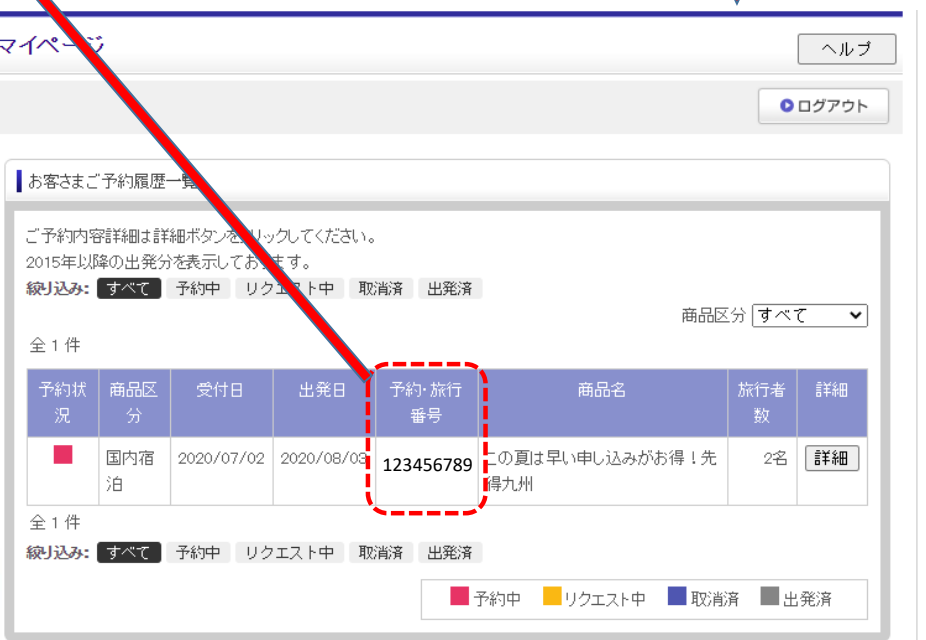 マイページ
ヘルプ
ログアウト
お客さまご予約履歴一覧
ご予約内容詳細は詳細ボタンをクリックしてください。
2015年以降の出発分を表示しております。
絞り込み: すべて 予約中 リクエスト中 取消済 出発済
商品区分 すべて
全 1 件
予約状況 商品区分 受付日 出発日 予約・旅行番号 商品名 旅行者数 詳細
国内宿泊 2020/07/02 2020/08/03 123456789 この夏は早い申し込みがお得！先得九州 2名 詳細
全 1 件
絞り込み: すべて 予約中 リクエスト中 取消済 出発済
予約中 リクエスト中 取消済 出発済